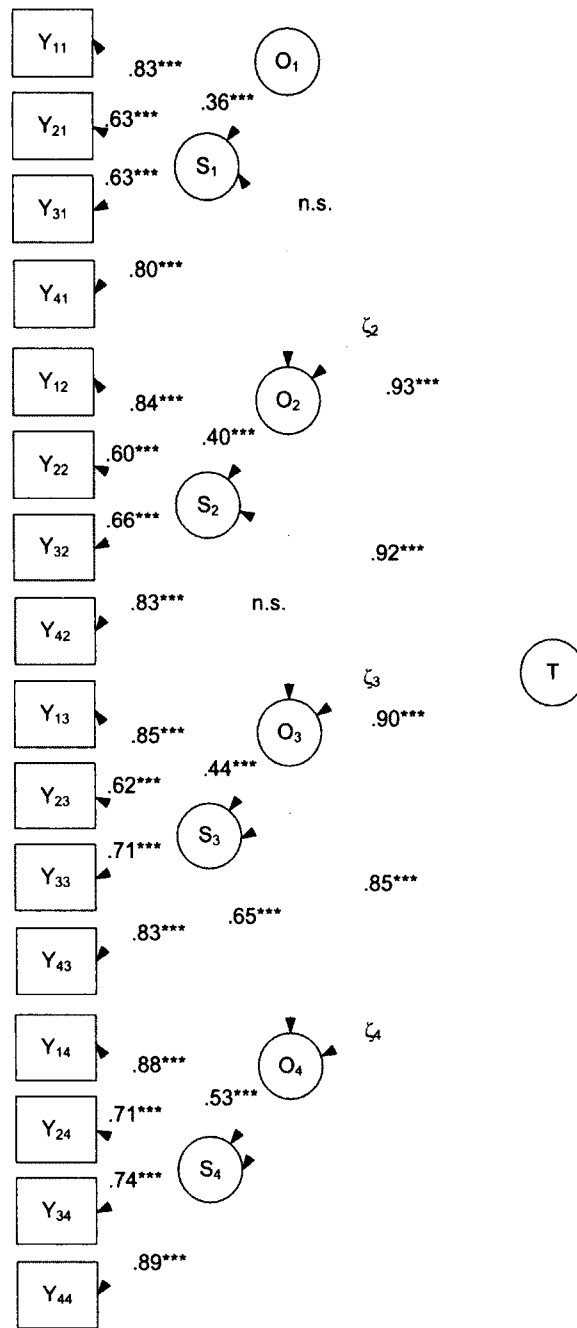 Y11
.83***
O1
.36***
Y21
.63***
S1
.63***
Y31
n.s.
.80***
Y41
ζ2
Y12
.84***
O2
.93***
.40***
Y22
.60***
S2
.66***
Y32
.92***
.83***
n.s.
Y42
T
ζ3
Y13
.85***
O3
.90***
.44***
Y23
.62***
S3
.71***
Y33
.85***
.65***
.83***
Y43
ζ4
Y14
.88***
O4
.53***
Y24
.71***
S4
.74***
Y34
.89***
Y44